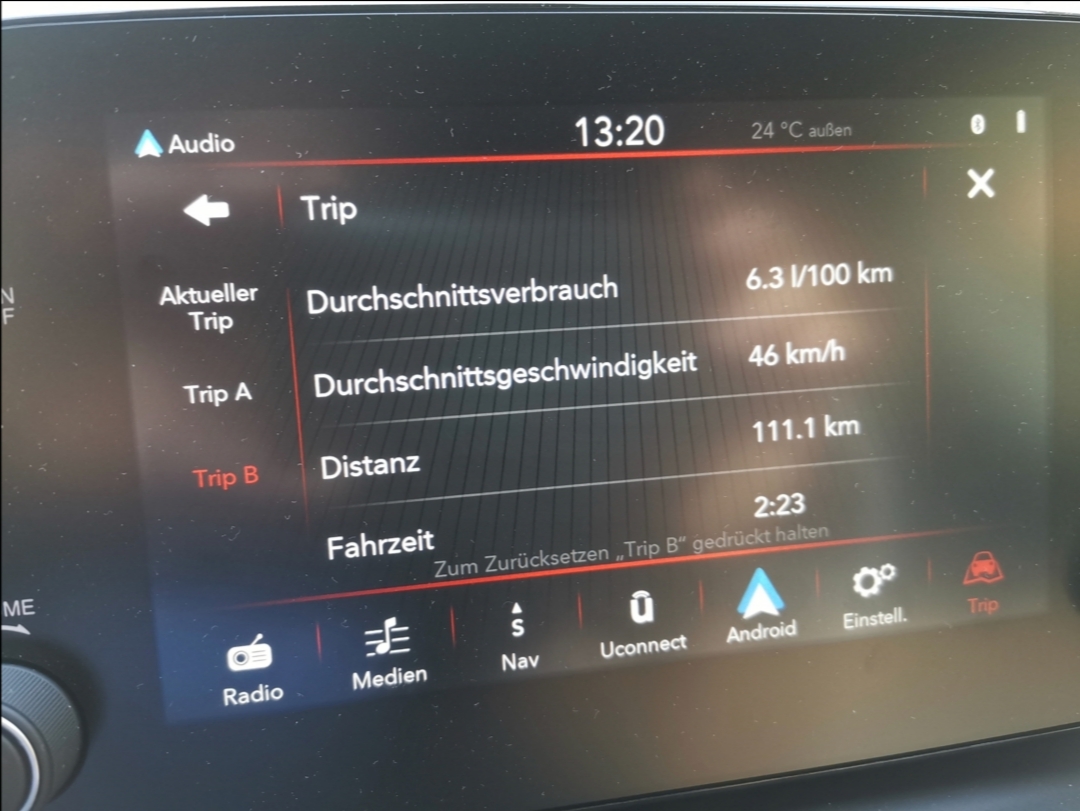 Audio
13:20
24 °C außen
Trip
Aktueller
Trip
Trip A
Trip B
Durchschnittsverbrauch
6.3 l/100 km
Durchschnittsgeschwindigkeit
46 km/h
Distanz
111.1 km
Fahrzeit
2:23
Zum Zurücksetzen „Trip B“ gedrückt halten
Radio
Medien
S
Nav
Uconnect
Android
Einstell.
Trip
N
F
ME